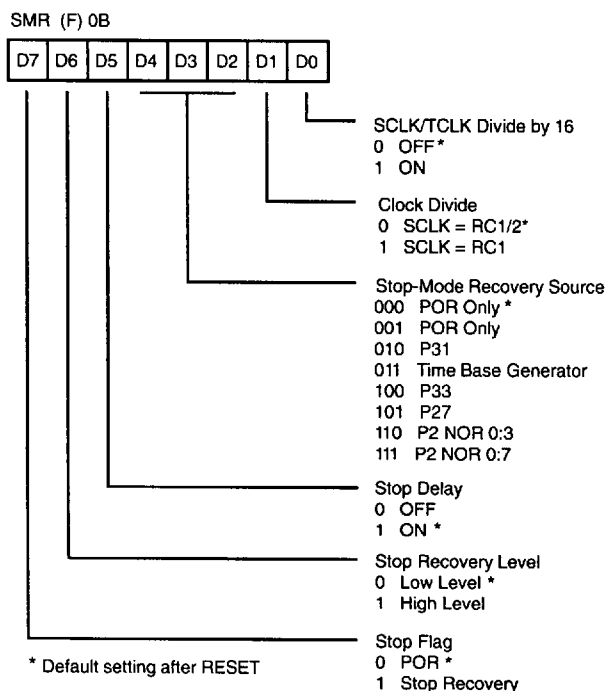 SMR (F) 0B
D7 D6 D5 D4 D3 D2 D1 D0
SCLK/TCLK Divide by 16
0 OFF*
1 ON
Clock Divide
0 SCLK = RC1/2*
1 SCLK = RC1
Stop-Mode Recovery Source
000 POR Only *
001 POR Only
010 P31
011 Time Base Generator
100 P33
101 P27
110 P2 NOR 0:3
111 P2 NOR 0:7
Stop Delay
0 OFF
1 ON *
Stop Recovery Level
0 Low Level *
1 High Level
Stop Flag
0 POR *
1 Stop Recovery
* Default setting after RESET